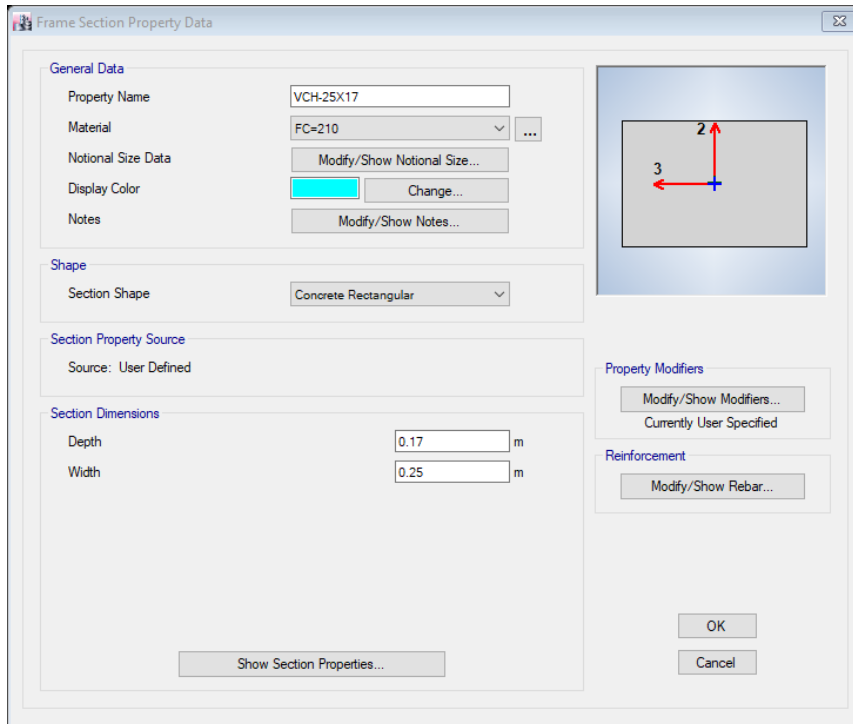 Frame Section Property Data
General Data
Property Name VCH-25X17
Material FC=210 ...
Notional Size Data Modify/Show Notional Size...
Display Color Change...
Notes Modify/Show Notes...
Shape
Section Shape Concrete Rectangular
Section Property Source
Source: User Defined
Section Dimensions
Depth 0.17 m
Width 0.25 m
Show Section Properties...
2
3
Property Modifiers
Modify/Show Modifiers...
Currently User Specified
Reinforcement
Modify/Show Rebar...
OK
Cancel